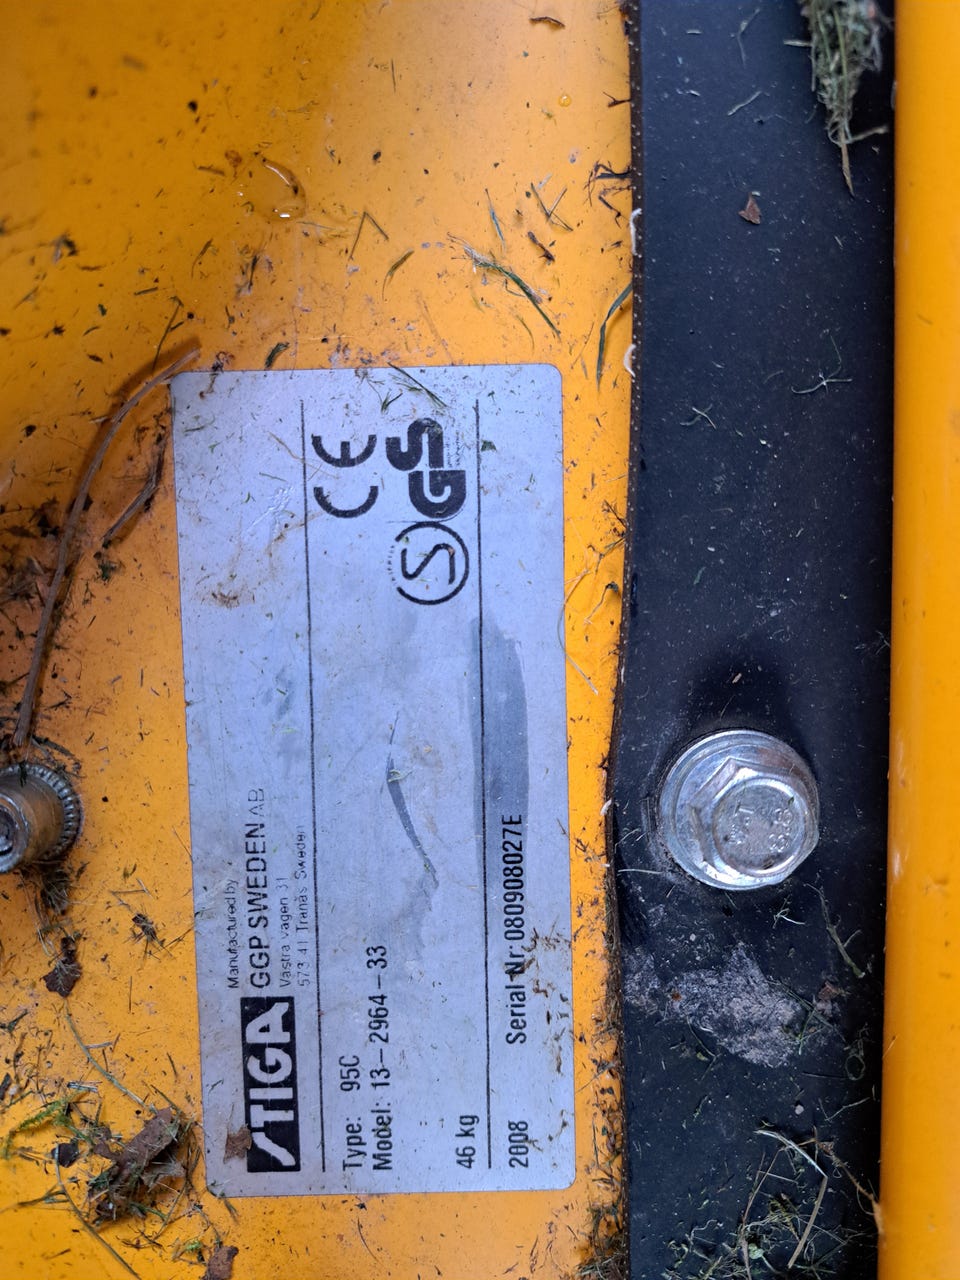 STIGA
Manufactured by
GGP SWEDEN AB
Västra vägen 31
573 41 Tranås Sweden
CE
Type: 95C
Model: 13-2964-33
S
GS
46 kg
2008 Serial Nr: 080908027E